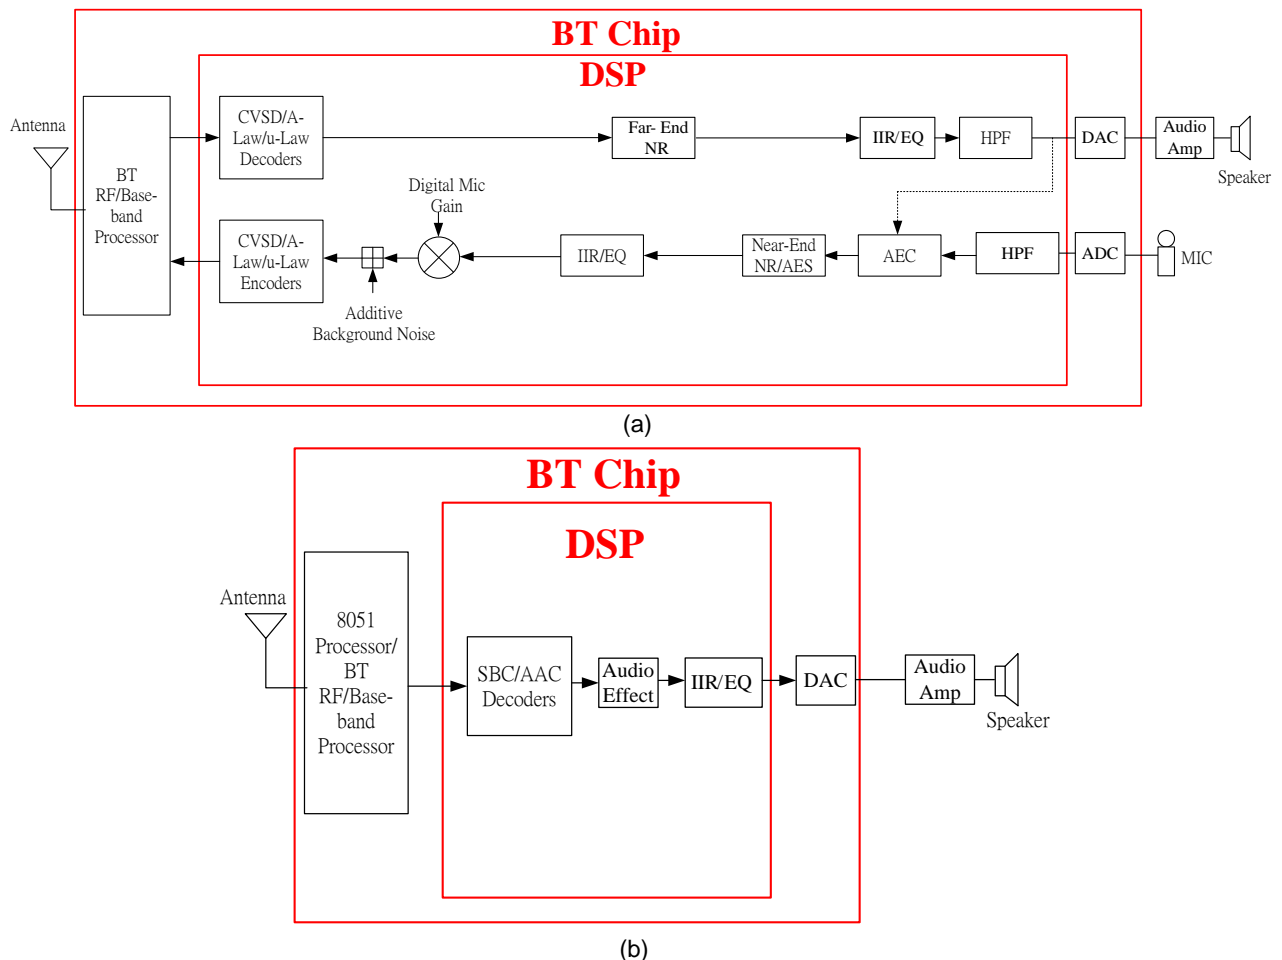 BT Chip
DSP
Antenna
BT
RF/Base-
band
Processor
CVSD/A-
Law/u-Law
Decoders
Far- End
NR
IIR/EQ
HPF
DAC
Audio
Amp
Speaker
Digital Mic
Gain
CVSD/A-
Law/u-Law
Encoders
Additive
Background Noise
IIR/EQ
Near-End
NR/AES
AEC
HPF
ADC
MIC
(a)
BT Chip
DSP
Antenna
8051
Processor/
BT
RF/Base-
band
Processor
SBC/AAC
Decoders
Audio
Effect
IIR/EQ
DAC
Audio
Amp
Speaker
(b)